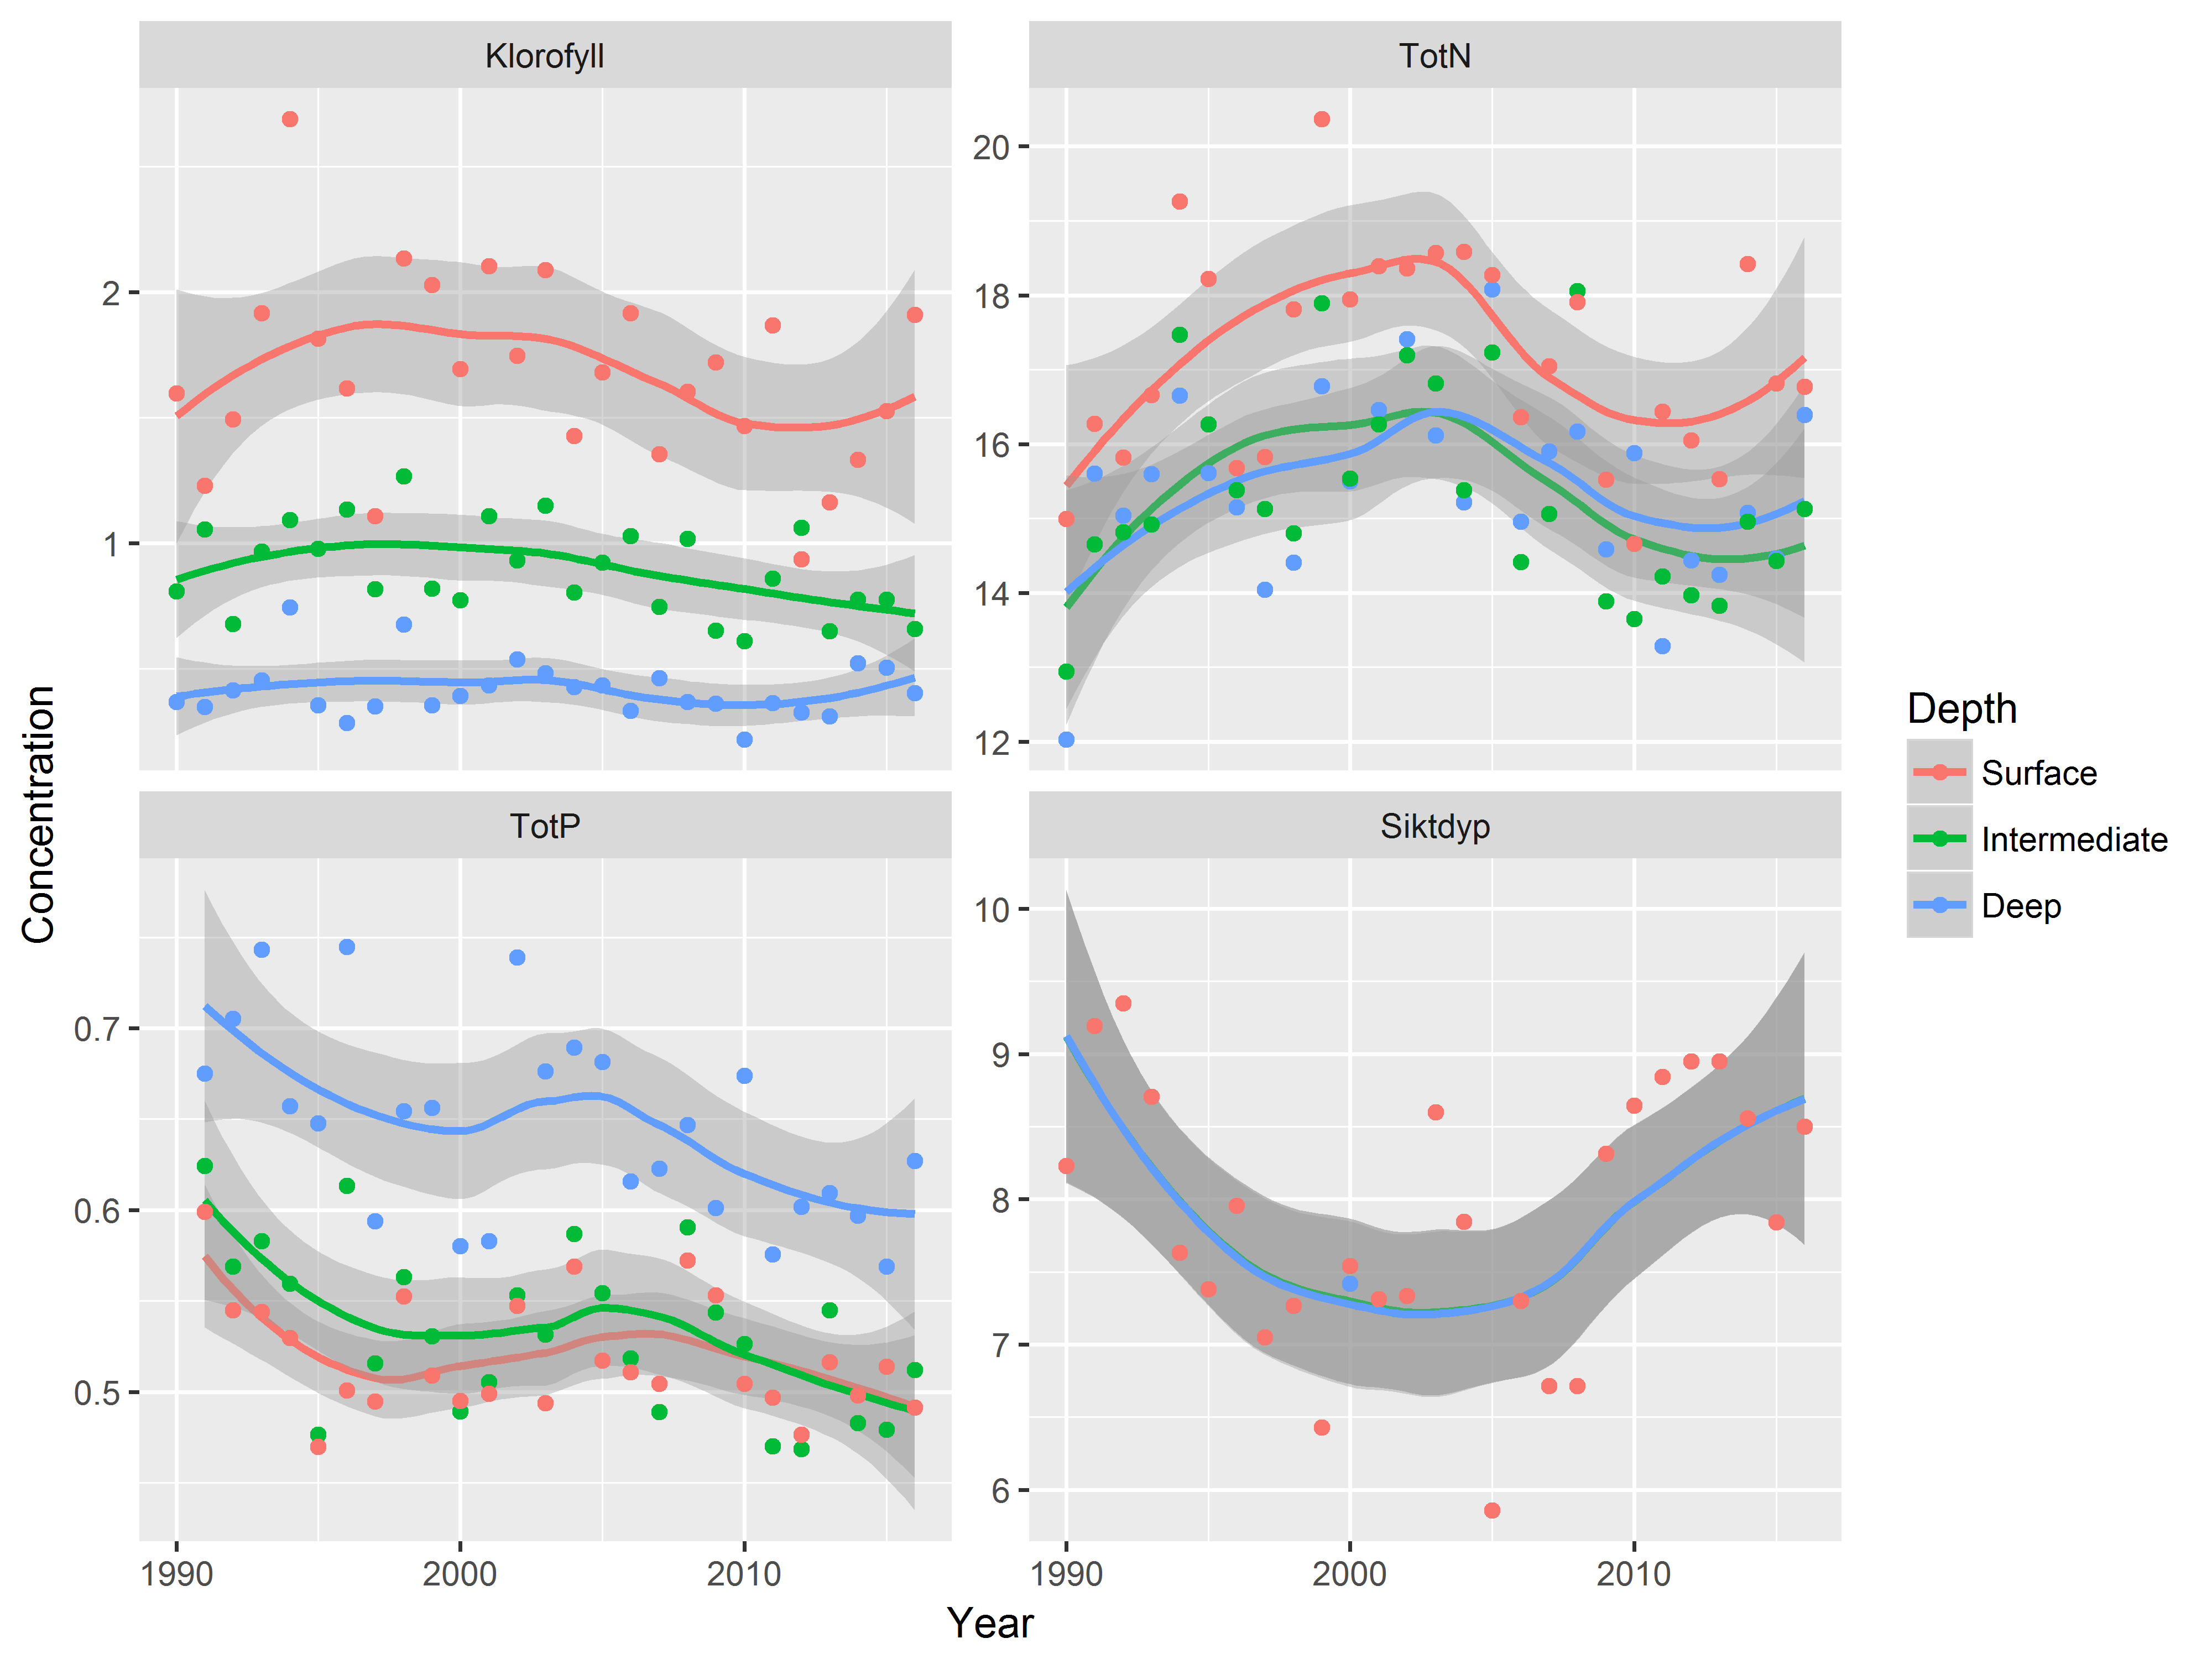 Klorofyll
TotN
2
1
20
18
16
14
12
TotP
Siktdyp
0.7
0.6
0.5
10
9
8
7
6
1990 2000 2010
1990 2000 2010
Year
Concentration
Depth
Surface
Intermediate
Deep